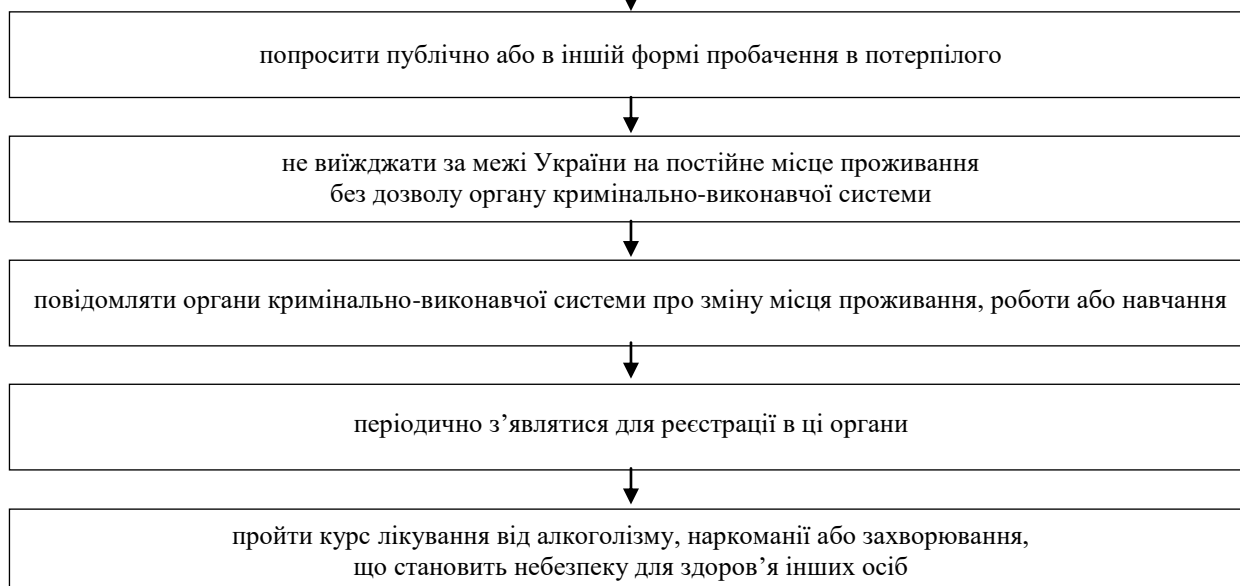 попросити публічно або в іншій формі пробачення в потерпілого
не виїжджати за межі України на постійне місце проживання
без дозволу органу кримінально-виконавчої системи
повідомляти органи кримінально-виконавчої системи про зміну місця проживання, роботи або навчання
періодично з’являтися для реєстрації в ці органи
пройти курс лікування від алкоголізму, наркоманії або захворювання,
що становить небезпеку для здоров’я інших осіб